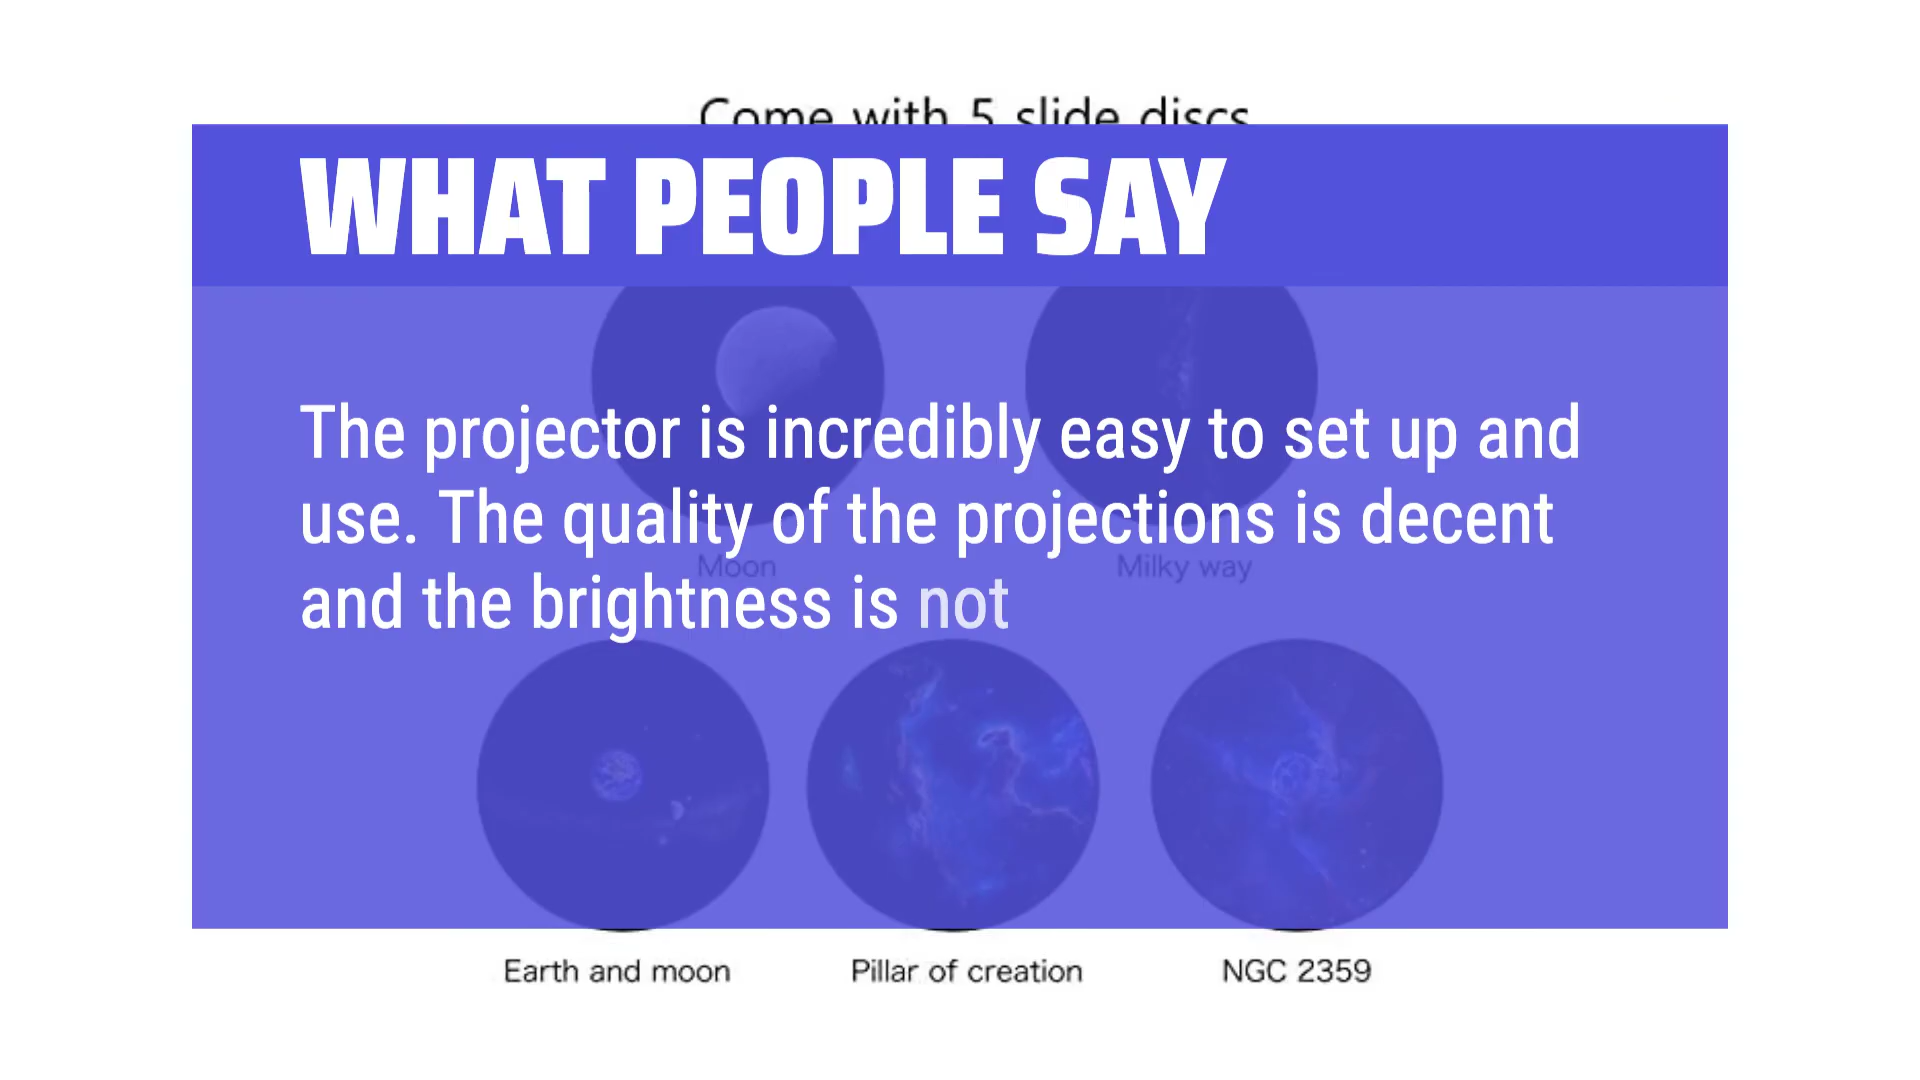 Come with 5 slide discs
WHAT PEOPLE SAY
The projector is incredibly easy to set up and
use. The quality of the projections is decent
Moon Milky way
and the brightness is not
Earth and moon Pillar of creation NGC 2359